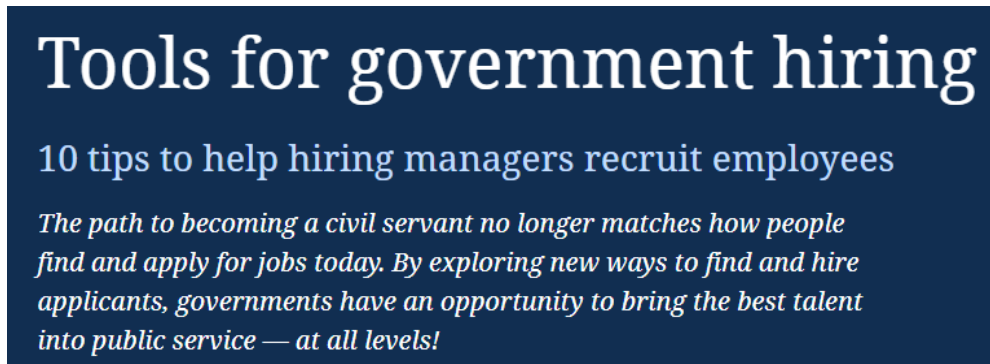 Tools for government hiring
10 tips to help hiring managers recruit employees
The path to becoming a civil servant no longer matches how people
find and apply for jobs today. By exploring new ways to find and hire
applicants, governments have an opportunity to bring the best talent
into public service — at all levels!